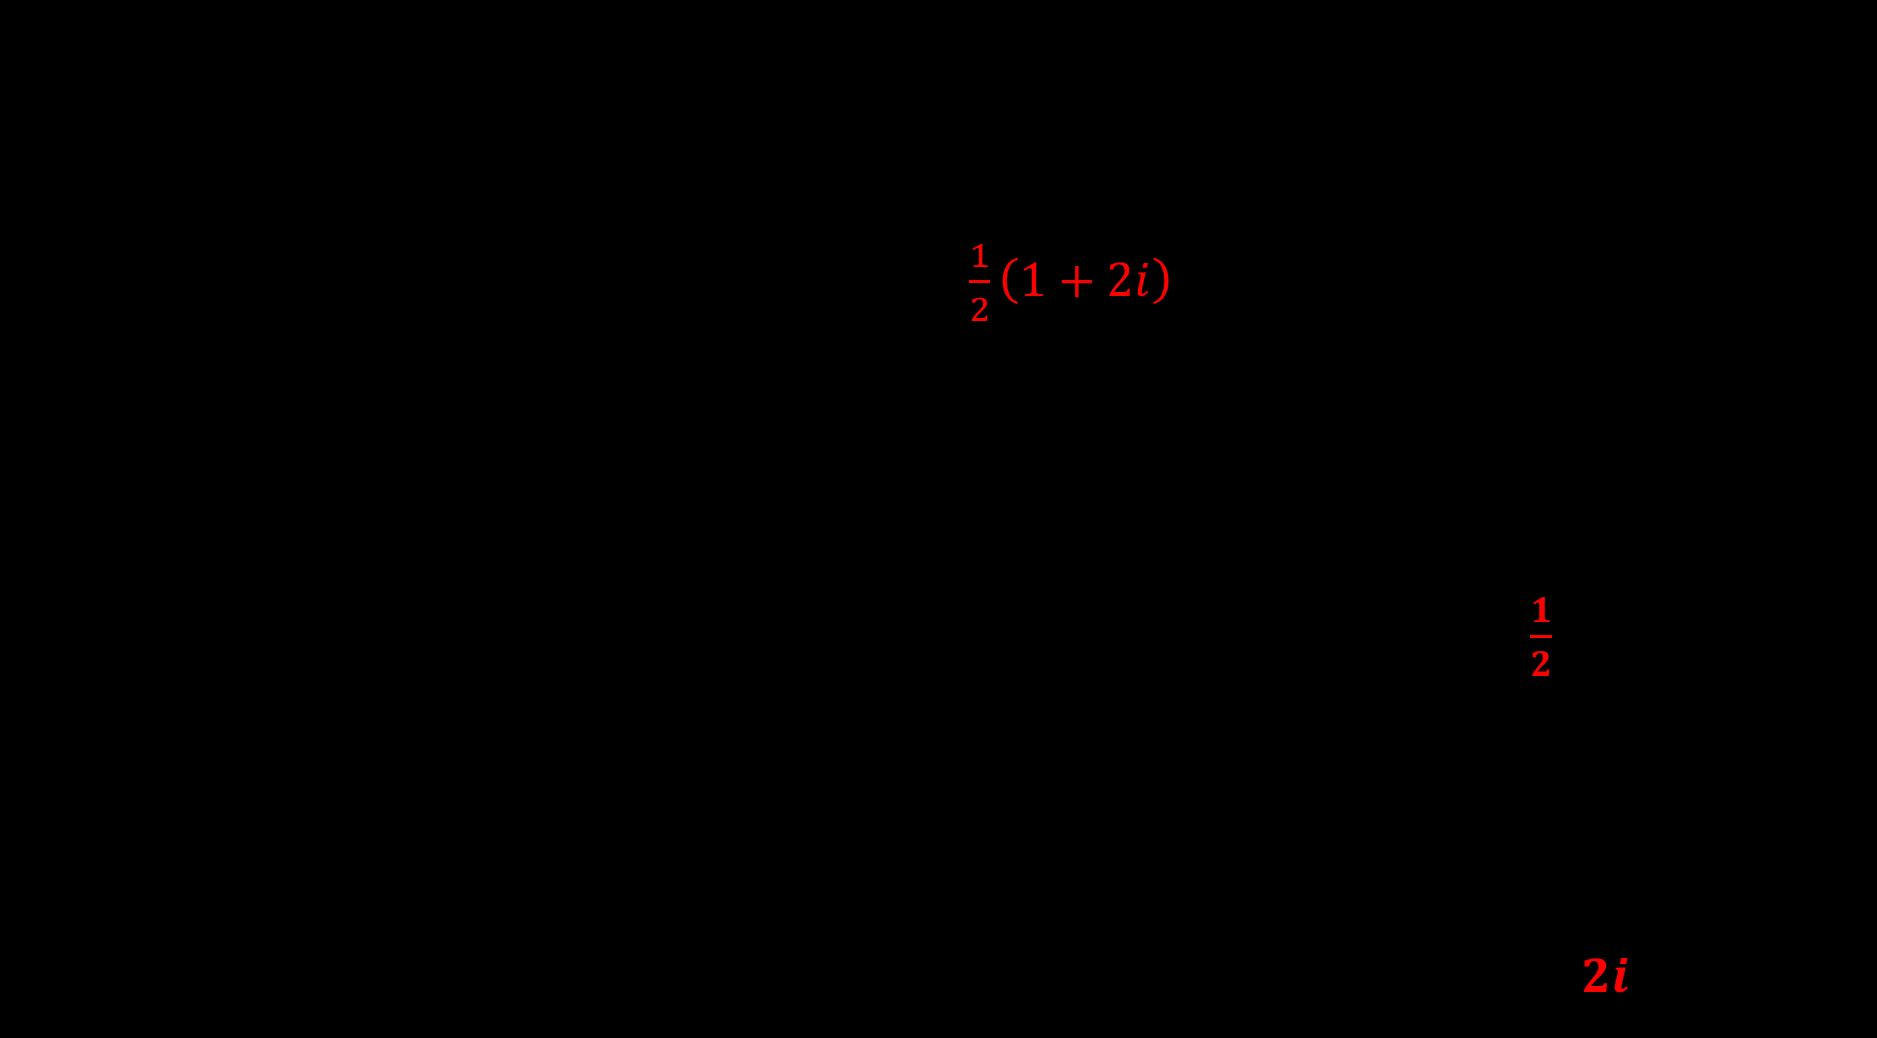 ½(1 + 2i)
½
2i